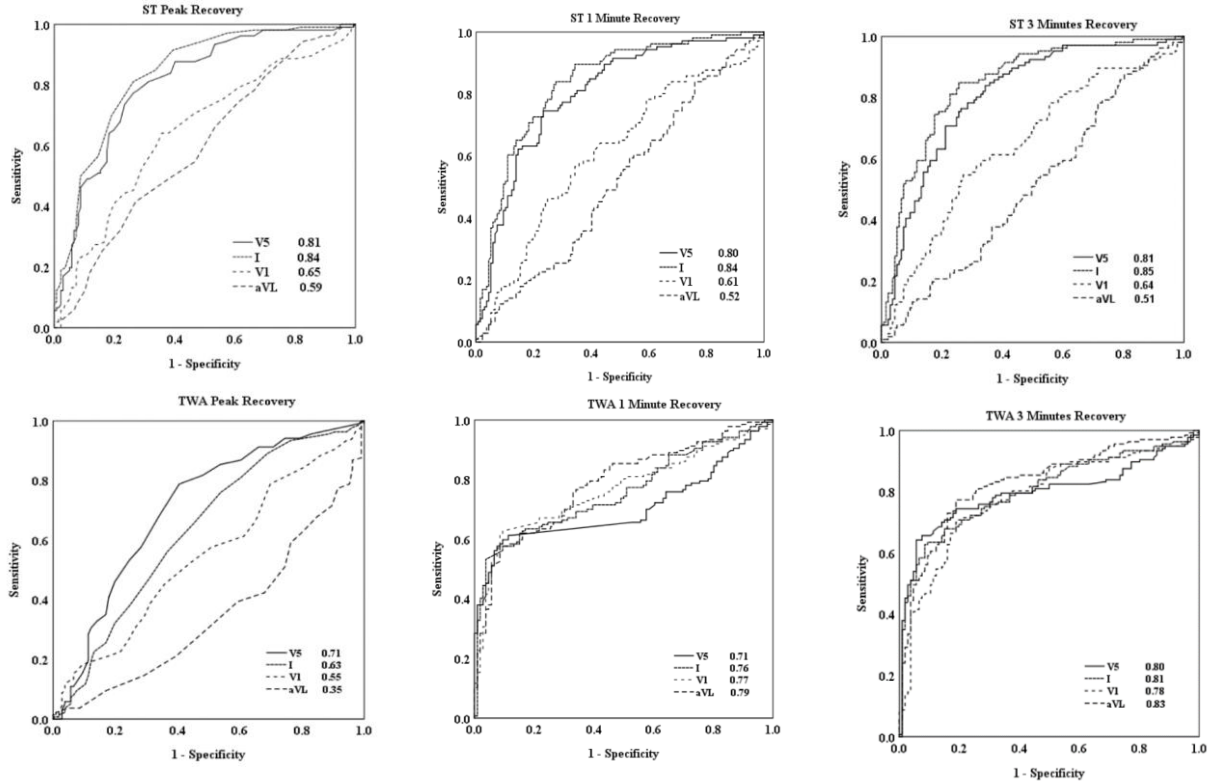 ST Peak Recovery
1.0
0.8
0.6
0.4
0.2
0.0
Sensitivity
V5 0.81
I 0.84
V1 0.65
aVL 0.59
0.0 0.2 0.4 0.6 0.8 1.0
1 - Specificity
ST 1 Minute Recovery
1.0
0.8
0.6
0.4
0.2
0.0
Sensitivity
V5 0.80
I 0.84
V1 0.61
aVL 0.52
0.0 0.2 0.4 0.6 0.8 1.0
1 - Specificity
ST 3 Minutes Recovery
1.0
0.8
0.6
0.4
0.2
0.0
Sensitivity
V5 0.81
I 0.85
V1 0.64
aVL 0.51
0.0 0.2 0.4 0.6 0.8 1.0
1 - Specificity
TWA Peak Recovery
1.0
0.8
0.6
0.4
0.2
0.0
Sensitivity
V5 0.71
I 0.63
V1 0.55
aVL 0.35
0.0 0.2 0.4 0.6 0.8 1.0
1 - Specificity
TWA 1 Minute Recovery
1.0
0.8
0.6
0.4
0.2
0.0
Sensitivity
V5 0.71
I 0.76
V1 0.77
aVL 0.79
0.0 0.2 0.4 0.6 0.8 1.0
1 - Specificity
TWA 3 Minutes Recovery
1.0
0.8
0.6
0.4
0.2
0.0
Sensitivity
V5 0.80
I 0.81
V1 0.78
aVL 0.83
0.0 0.2 0.4 0.6 0.8 1.0
1 - Specificity